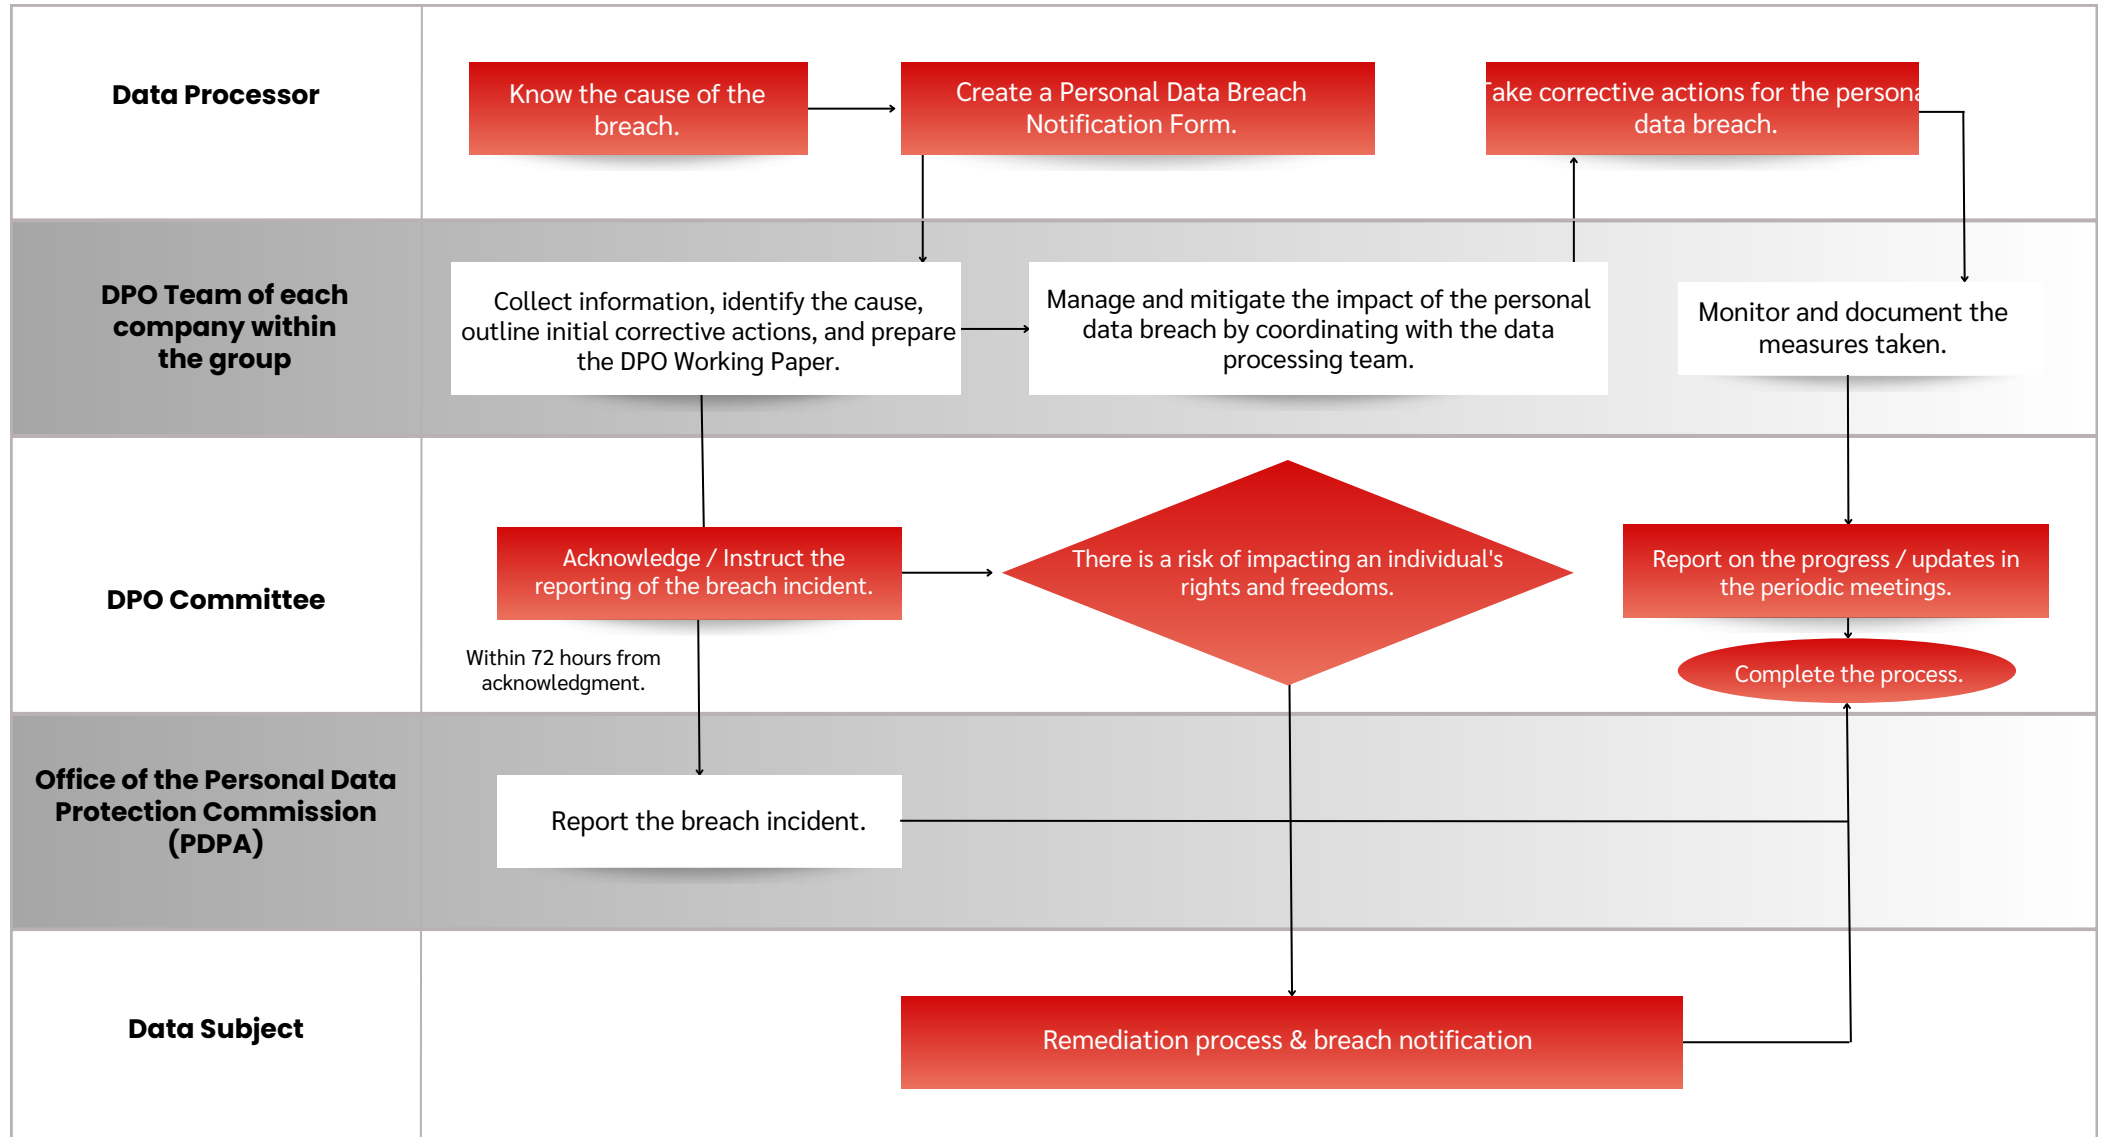 Data Processor
Know the cause of the
breach.
Create a Personal Data Breach
Notification Form.
Take corrective actions for the persona
data breach.
DPO Team of each
company within
the group
Collect information, identify the cause,
outline initial corrective actions, and prepare
the DPO Working Paper.
Manage and mitigate the impact of the personal
data breach by coordinating with the data
processing team.
Monitor and document the
measures taken.
DPO Committee
Acknowledge / Instruct the
reporting of the breach incident.
There is a risk of impacting an individual's
rights and freedoms.
Report on the progress / updates in
the periodic meetings.
Within 72 hours from
acknowledgment.
Complete the process.
Office of the Personal Data
Protection Commission
(PDPA)
Report the breach incident.
Data Subject
Remediation process & breach notification